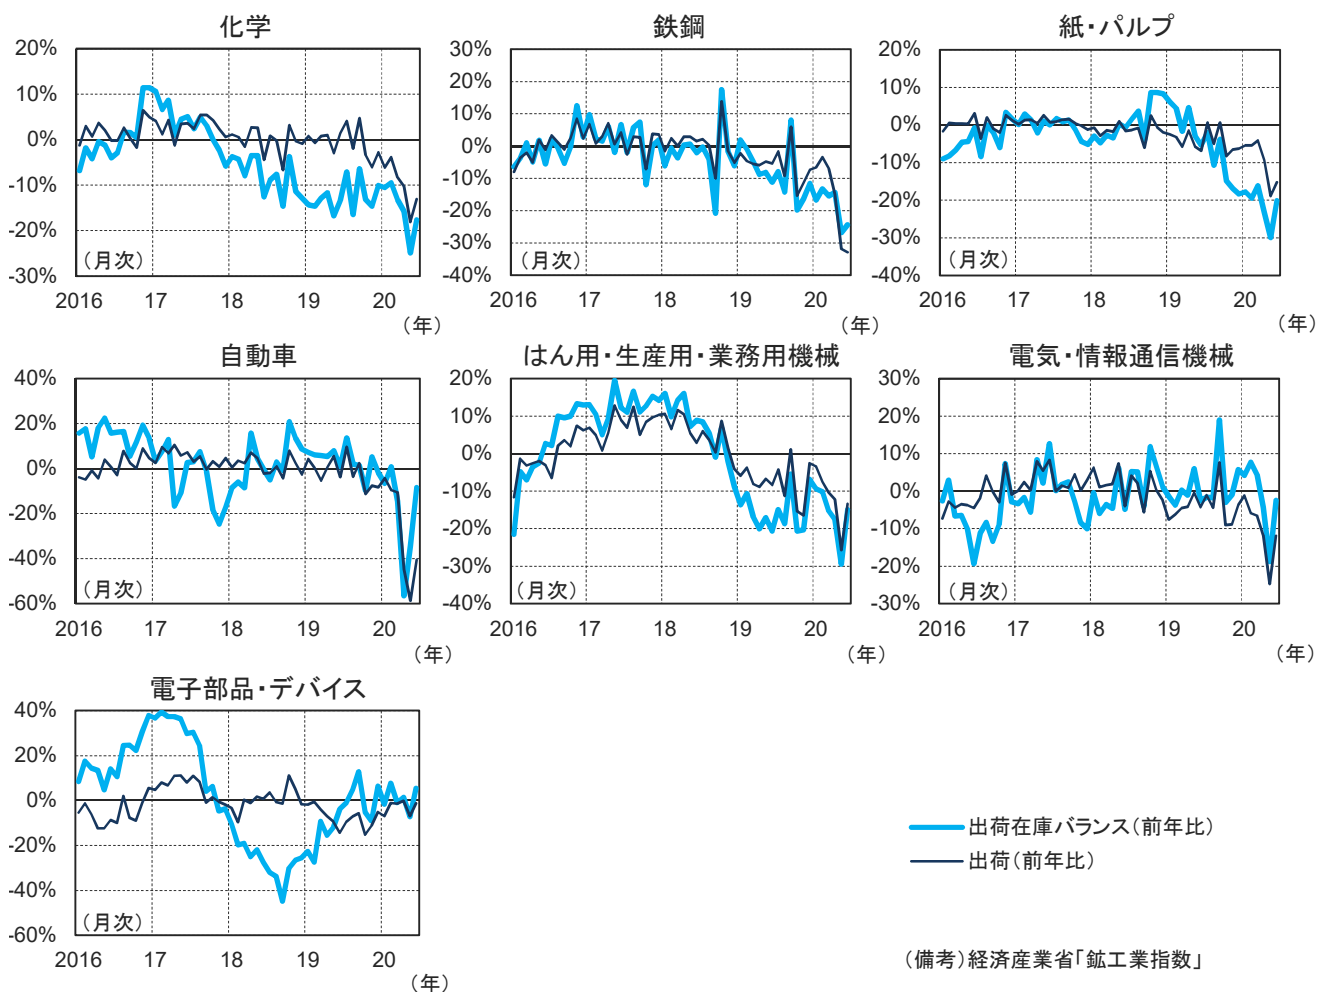 化学
20%
10%
0%
-10%
-20%
-30%
(月次)
2016 17 18 19 20
(年)
鉄鋼
30%
20%
10%
0%
-10%
-20%
-30%
-40%
(月次)
2016 17 18 19 20
(年)
紙・パルプ
20%
10%
0%
-10%
-20%
-30%
-40%
(月次)
2016 17 18 19 20
(年)
自動車
40%
20%
0%
-20%
-40%
-60%
(月次)
2016 17 18 19 20
(年)
はん用・生産用・業務用機械
20%
10%
0%
-10%
-20%
-30%
-40%
(月次)
2016 17 18 19 20
(年)
電気・情報通信機械
30%
20%
10%
0%
-10%
-20%
-30%
(月次)
2016 17 18 19 20
(年)
電子部品・デバイス
40%
20%
0%
-20%
-40%
-60%
(月次)
2016 17 18 19 20
(年)
出荷在庫バランス(前年比)
出荷(前年比)
(備考)経済産業省「鉱工業指数」